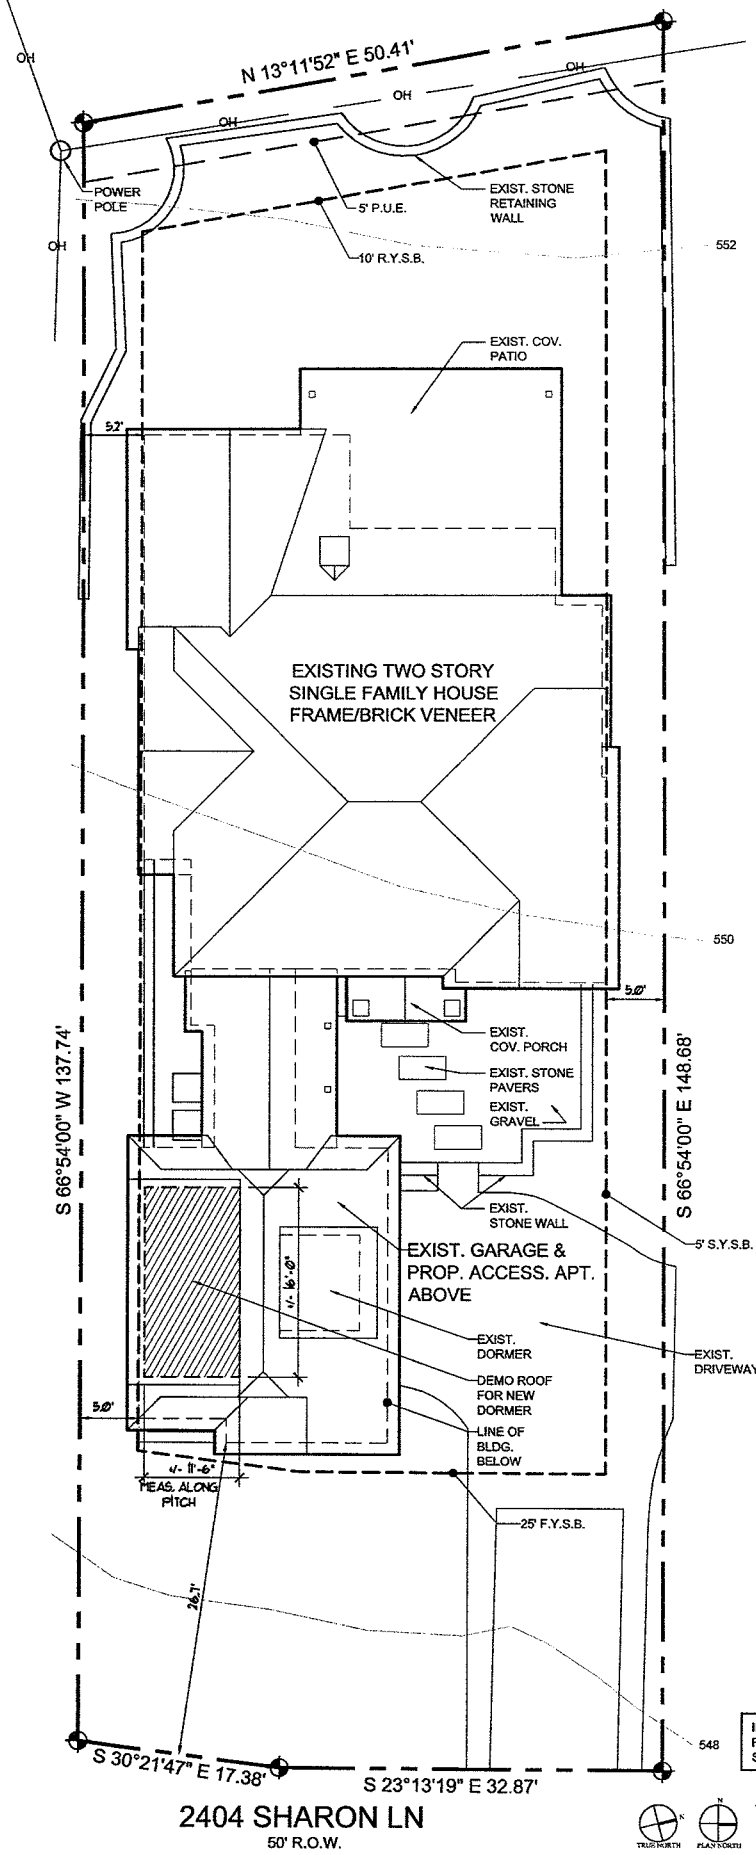 N 13°11'52" E 50.41'
OH
OH
OH
OH
OH
POWER
POLE
5' P.U.E.
10' R.Y.S.B.
EXIST. STONE
RETAINING
WALL
552
EXIST. COV.
PATIO
5.2'
EXISTING TWO STORY
SINGLE FAMILY HOUSE
FRAME/BRICK VENEER
550
5.0'
S 66°54'00" W 137.74'
S 66°54'00" E 148.68'
EXIST.
COV. PORCH
EXIST. STONE
PAVERS
EXIST.
GRAVEL
EXIST.
STONE WALL
5' S.Y.S.B.
EXIST. GARAGE &
PROP. ACCESS. APT.
ABOVE
+/- 16'-0"
EXIST.
DORMER
EXIST.
DRIVEWAY
DEMO ROOF
FOR NEW
DORMER
5.0'
LINE OF
BLDG.
BELOW
+/- 11'-6"
MEAS. ALONG
PITCH
25' F.Y.S.B.
26.7'
548
S 30°21'47" E 17.38'
S 23°13'19" E 32.87'
2404 SHARON LN
50' R.O.W.
N
N
TRUE NORTH
PLAN NORTH